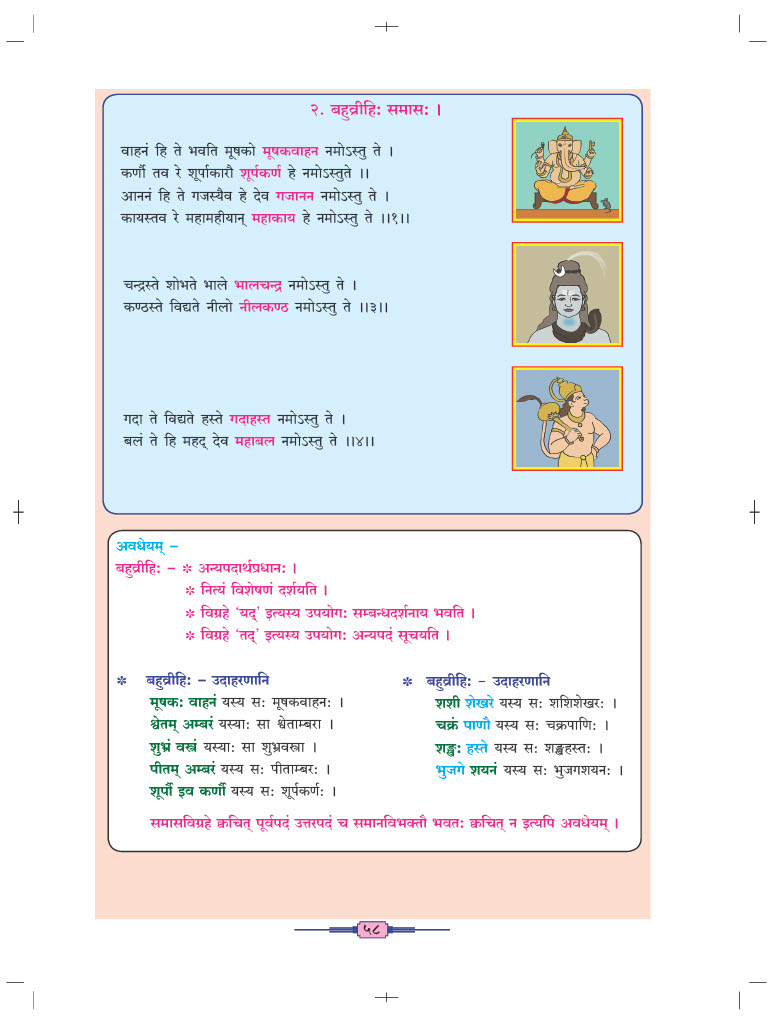 २. बहुव्रीहिः समासः ।
वाहनं हि ते भवति मूषको मूषकवाहन नमोऽस्तु ते ।
कर्णौ तव रे शूर्पाकारौ शूर्पकर्ण हे नमोऽस्तुते ।।
आननं हि ते गजस्यैव हे देव गजानन नमोऽस्तु ते ।
कायस्तव रे महामहीयान् महाकाय हे नमोऽस्तु ते ।।१।।
चन्द्रस्ते शोभते भाले भालचन्द्र नमोऽस्तु ते ।
कण्ठस्ते विद्यते नीलो नीलकण्ठ नमोऽस्तु ते ।।३।।
गदा ते विद्यते हस्ते गदाहस्त नमोऽस्तु ते ।
बलं ते हि महद् देव महाबल नमोऽस्तु ते ।।४।।
अवधेयम् –
बहुव्रीहिः – * अन्यपदार्थप्रधानः ।
* नित्यं विशेषणं दर्शयति ।
* विग्रहे ‘यद्’ इत्यस्य उपयोगः सम्बन्धदर्शनाय भवति ।
* विग्रहे ‘तद्’ इत्यस्य उपयोगः अन्यपदं सूचयति ।
* बहुव्रीहिः – उदाहरणानि
मूषकः वाहनं यस्य सः मूषकवाहनः ।
श्वेतम् अम्बरं यस्याः सा श्वेताम्बरा ।
शुभ्रं वस्त्रं यस्याः सा शुभ्रवस्त्रा ।
पीतम् अम्बरं यस्य सः पीताम्बरः ।
शूर्पौ इव कर्णौ यस्य सः शूर्पकर्णः ।
* बहुव्रीहिः - उदाहरणानि
शशी शेखरे यस्य सः शशिशेखरः ।
चक्रं पाणौ यस्य सः चक्रपाणिः ।
शङ्खः हस्ते यस्य सः शङ्खहस्तः ।
भुजगे शयनं यस्य सः भुजगशयनः ।
समासविग्रहे क्वचित् पूर्वपदं उत्तरपदं च समानविभक्तौ भवतः क्वचित् न इत्यपि अवधेयम् ।
५८